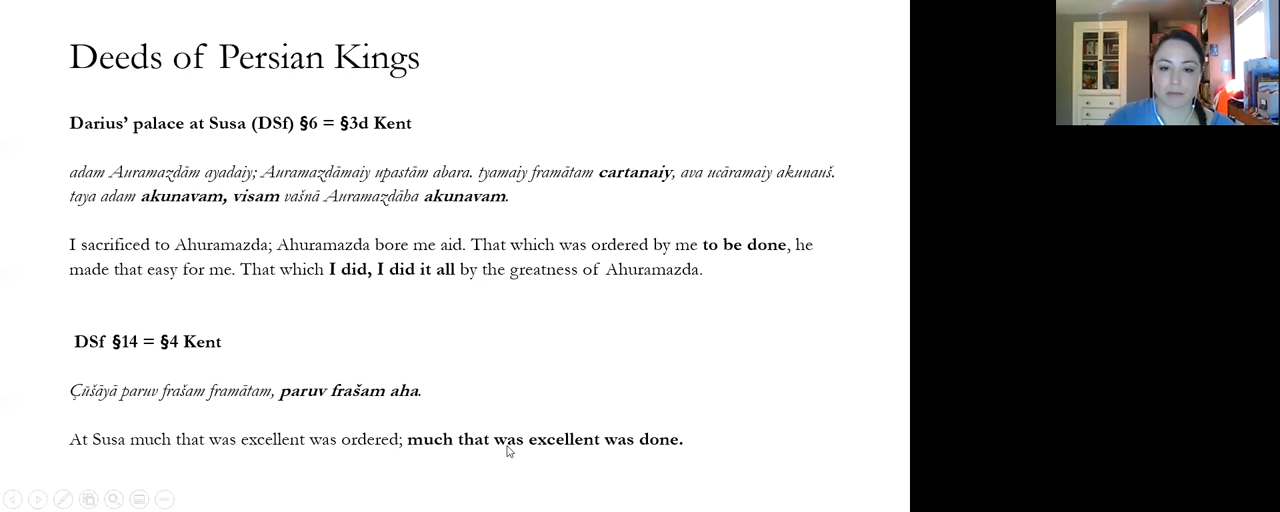 Deeds of Persian Kings
Darius’ palace at Susa (DSf) §6 = §3d Kent
adam Auramazdām ayadaiy; Auramazdāmaiy upastām abara. tyamaiy framātam cartanaiy, ava ucāramaiy akunauš.
taya adam akunavam, visam vašnā Auramazdāha akunavam.
I sacrificed to Ahuramazda; Ahuramazda bore me aid. That which was ordered by me to be done, he
made that easy for me. That which I did, I did it all by the greatness of Ahuramazda.
DSf §14 = §4 Kent
Çūšāyā paruv frašam framātam, paruv frašam aha.
At Susa much that was excellent was ordered; much that was excellent was done.